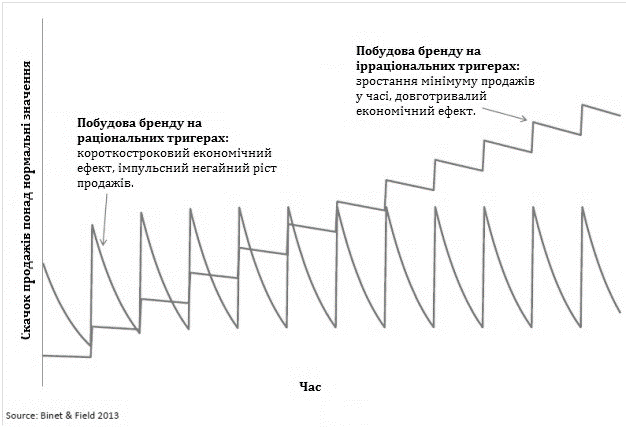 Побудова бренду на
ірраціональних тригерах:
зростання мінімуму продажів
у часі, довготривалий
економічний ефект.
Побудова бренду на
раціональних тригерах:
короткостроковий економічний
ефект, імпульсний негайний ріст
продажів.
Скачок продажів понад нормальні значення
Час
Source: Binet & Field 2013